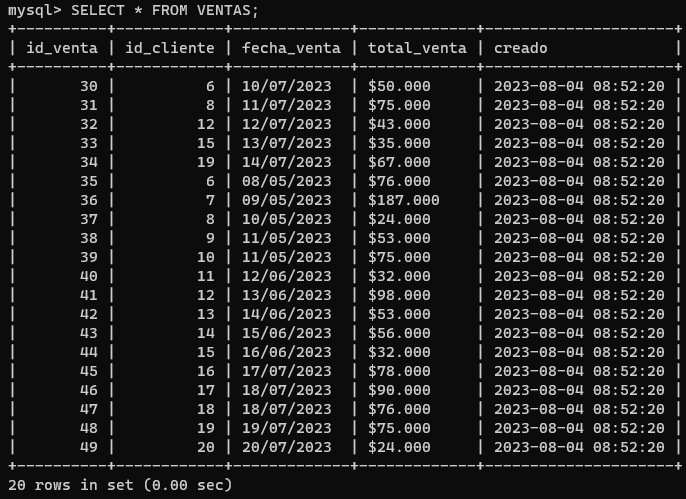 mysql> SELECT * FROM VENTAS;
+----------+------------+-------------+-------------+---------------------+
| id_venta | id_cliente | fecha_venta | total_venta | creado              |
+----------+------------+-------------+-------------+---------------------+
|       30 |          6 | 10/07/2023  | $50.000     | 2023-08-04 08:52:20 |
|       31 |          8 | 11/07/2023  | $75.000     | 2023-08-04 08:52:20 |
|       32 |         12 | 12/07/2023  | $43.000     | 2023-08-04 08:52:20 |
|       33 |         15 | 13/07/2023  | $35.000     | 2023-08-04 08:52:20 |
|       34 |         19 | 14/07/2023  | $67.000     | 2023-08-04 08:52:20 |
|       35 |          6 | 08/05/2023  | $76.000     | 2023-08-04 08:52:20 |
|       36 |          7 | 09/05/2023  | $187.000    | 2023-08-04 08:52:20 |
|       37 |          8 | 10/05/2023  | $24.000     | 2023-08-04 08:52:20 |
|       38 |          9 | 11/05/2023  | $53.000     | 2023-08-04 08:52:20 |
|       39 |         10 | 11/05/2023  | $75.000     | 2023-08-04 08:52:20 |
|       40 |         11 | 12/06/2023  | $32.000     | 2023-08-04 08:52:20 |
|       41 |         12 | 13/06/2023  | $98.000     | 2023-08-04 08:52:20 |
|       42 |         13 | 14/06/2023  | $53.000     | 2023-08-04 08:52:20 |
|       43 |         14 | 15/06/2023  | $56.000     | 2023-08-04 08:52:20 |
|       44 |         15 | 16/06/2023  | $32.000     | 2023-08-04 08:52:20 |
|       45 |         16 | 17/07/2023  | $78.000     | 2023-08-04 08:52:20 |
|       46 |         17 | 18/07/2023  | $90.000     | 2023-08-04 08:52:20 |
|       47 |         18 | 18/07/2023  | $76.000     | 2023-08-04 08:52:20 |
|       48 |         19 | 19/07/2023  | $75.000     | 2023-08-04 08:52:20 |
|       49 |         20 | 20/07/2023  | $24.000     | 2023-08-04 08:52:20 |
+----------+------------+-------------+-------------+---------------------+
20 rows in set (0.00 sec)